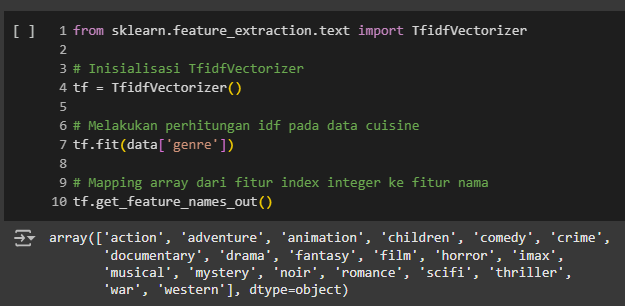 [ ] 1 from sklearn.feature_extraction.text import TfidfVectorizer
2
3 # Inisialisasi TfidfVectorizer
4 tf = TfidfVectorizer()
5
6 # Melakukan perhitungan idf pada data cuisine
7 tf.fit(data['genre'])
8
9 # Mapping array dari fitur index integer ke fitur nama
10 tf.get_feature_names_out()
array(['action', 'adventure', 'animation', 'children', 'comedy', 'crime',
'documentary', 'drama', 'fantasy', 'film', 'horror', 'imax',
'musical', 'mystery', 'noir', 'romance', 'scifi', 'thriller',
'war', 'western'], dtype=object)